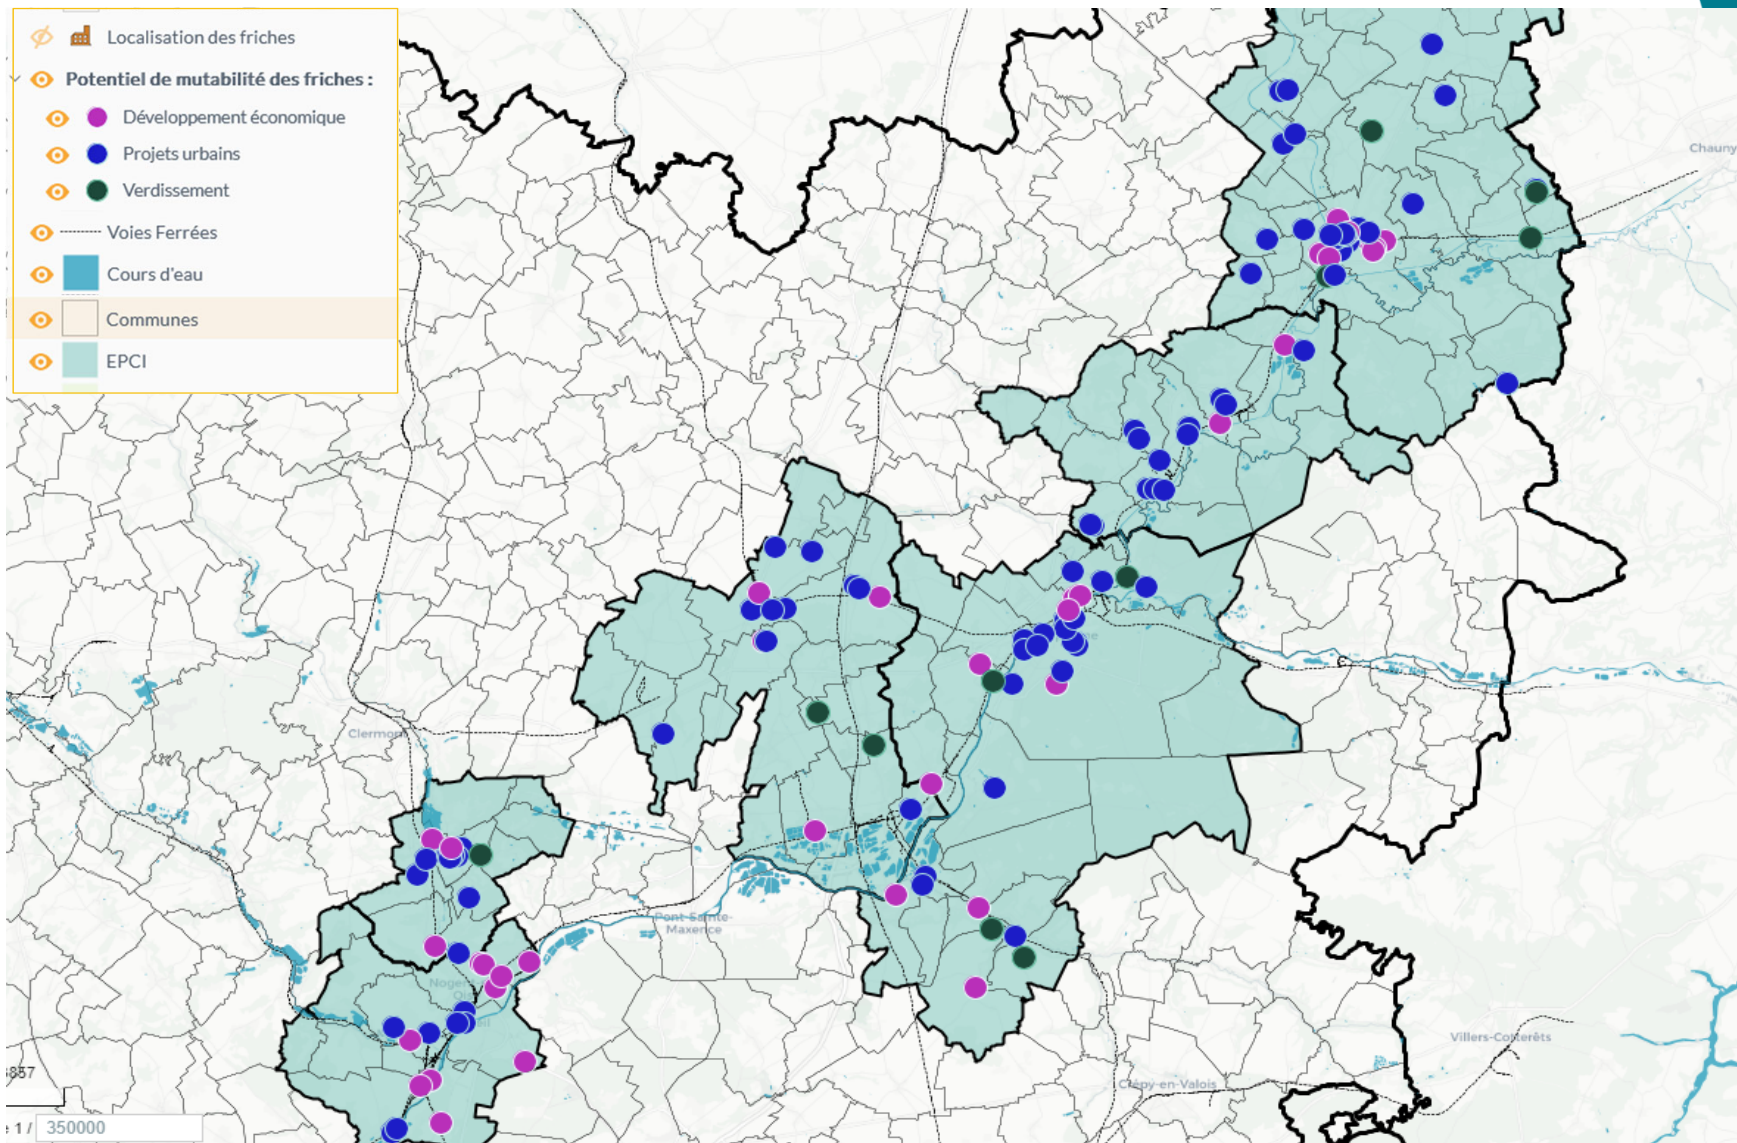 Localisation des friches
Potentiel de mutabilité des friches :
Développement économique
Projets urbains
Verdissement
Voies Ferrées
Cours d'eau
Communes
EPCI
Chauny
Clermont
Pont-Sainte-
Maxence
Villers-Cotterêts
Crépy-en-Valois
857
1 / 350000